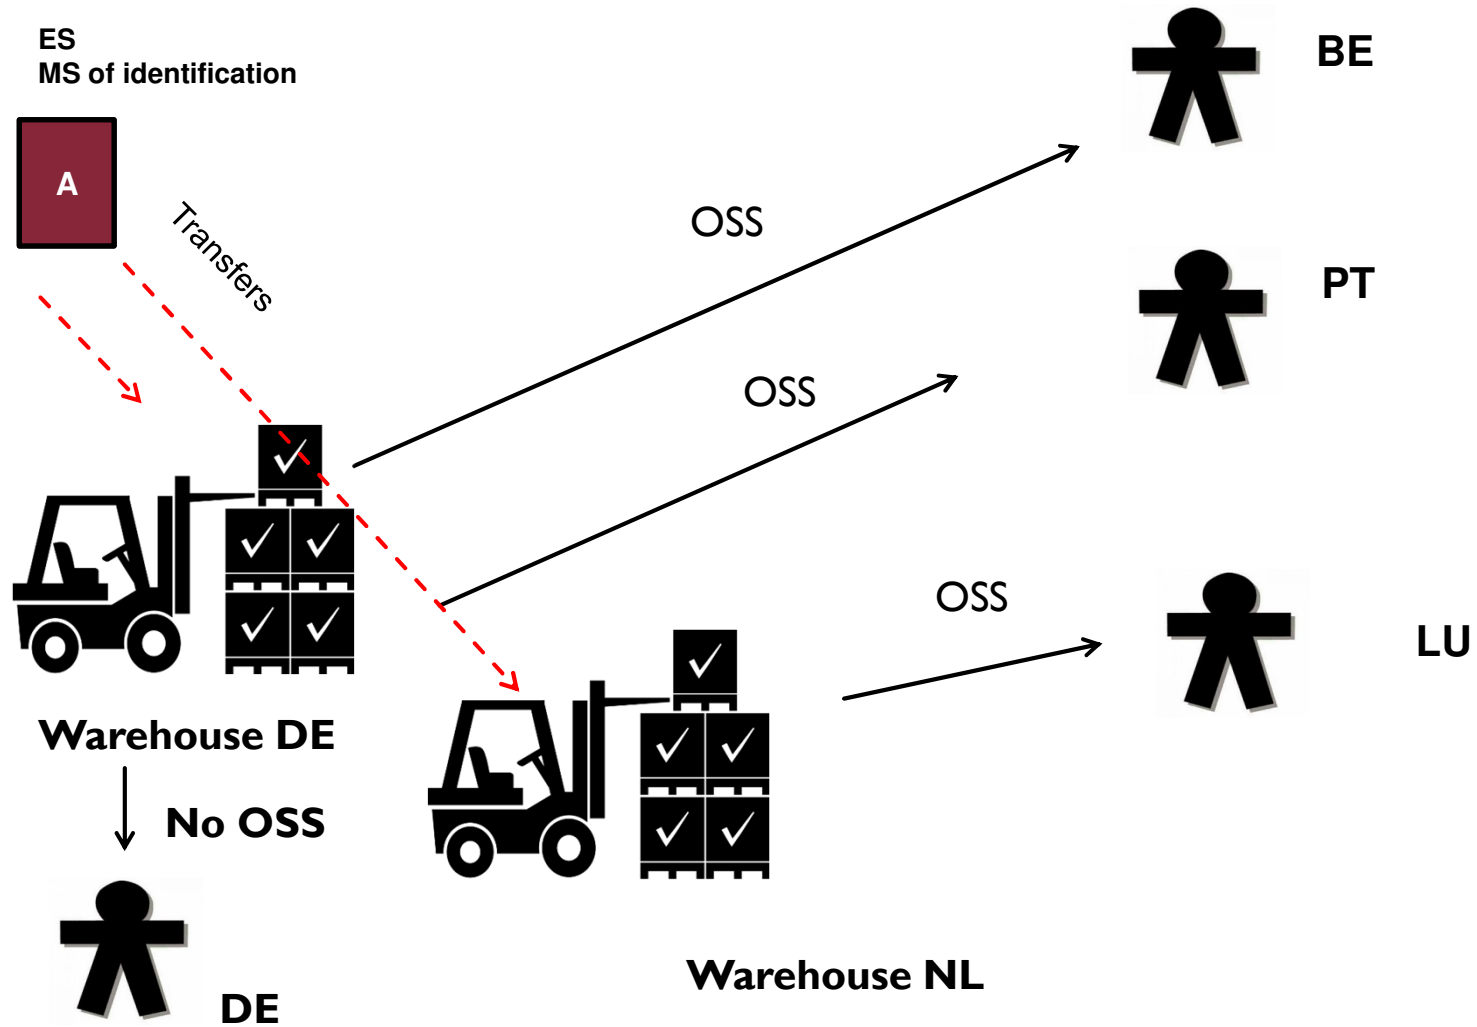 ES
MS of identification
A
Transfers
BE
OSS
PT
OSS
OSS
LU
Warehouse DE
No OSS
DE
Warehouse NL